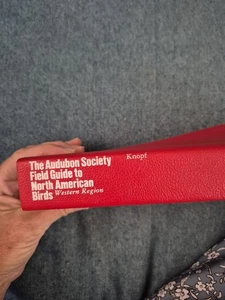 The Audubon Society Knopf
Field Guide to
North American
Birds Western Region